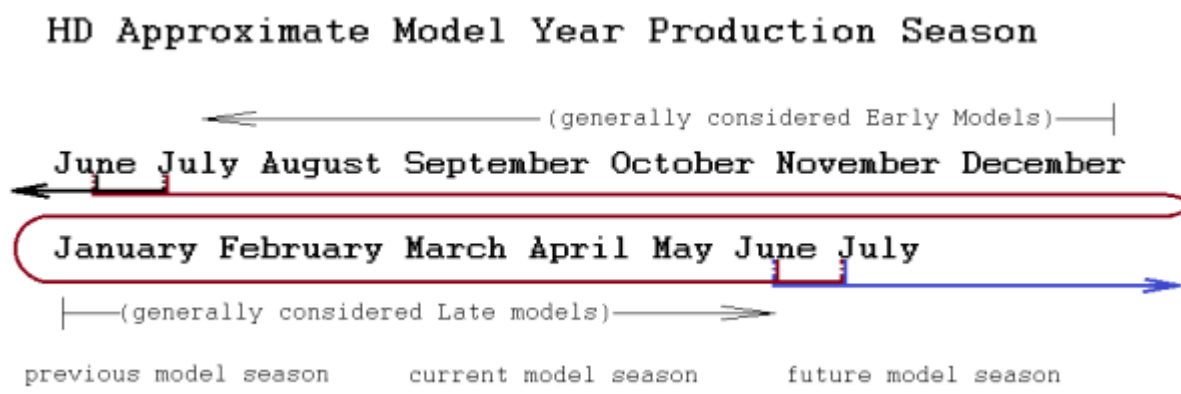 HD Approximate Model Year Production Season
(generally considered Early Models)
June July August September October November December
January February March April May June July
(generally considered Late models)
previous model season current model season future model season